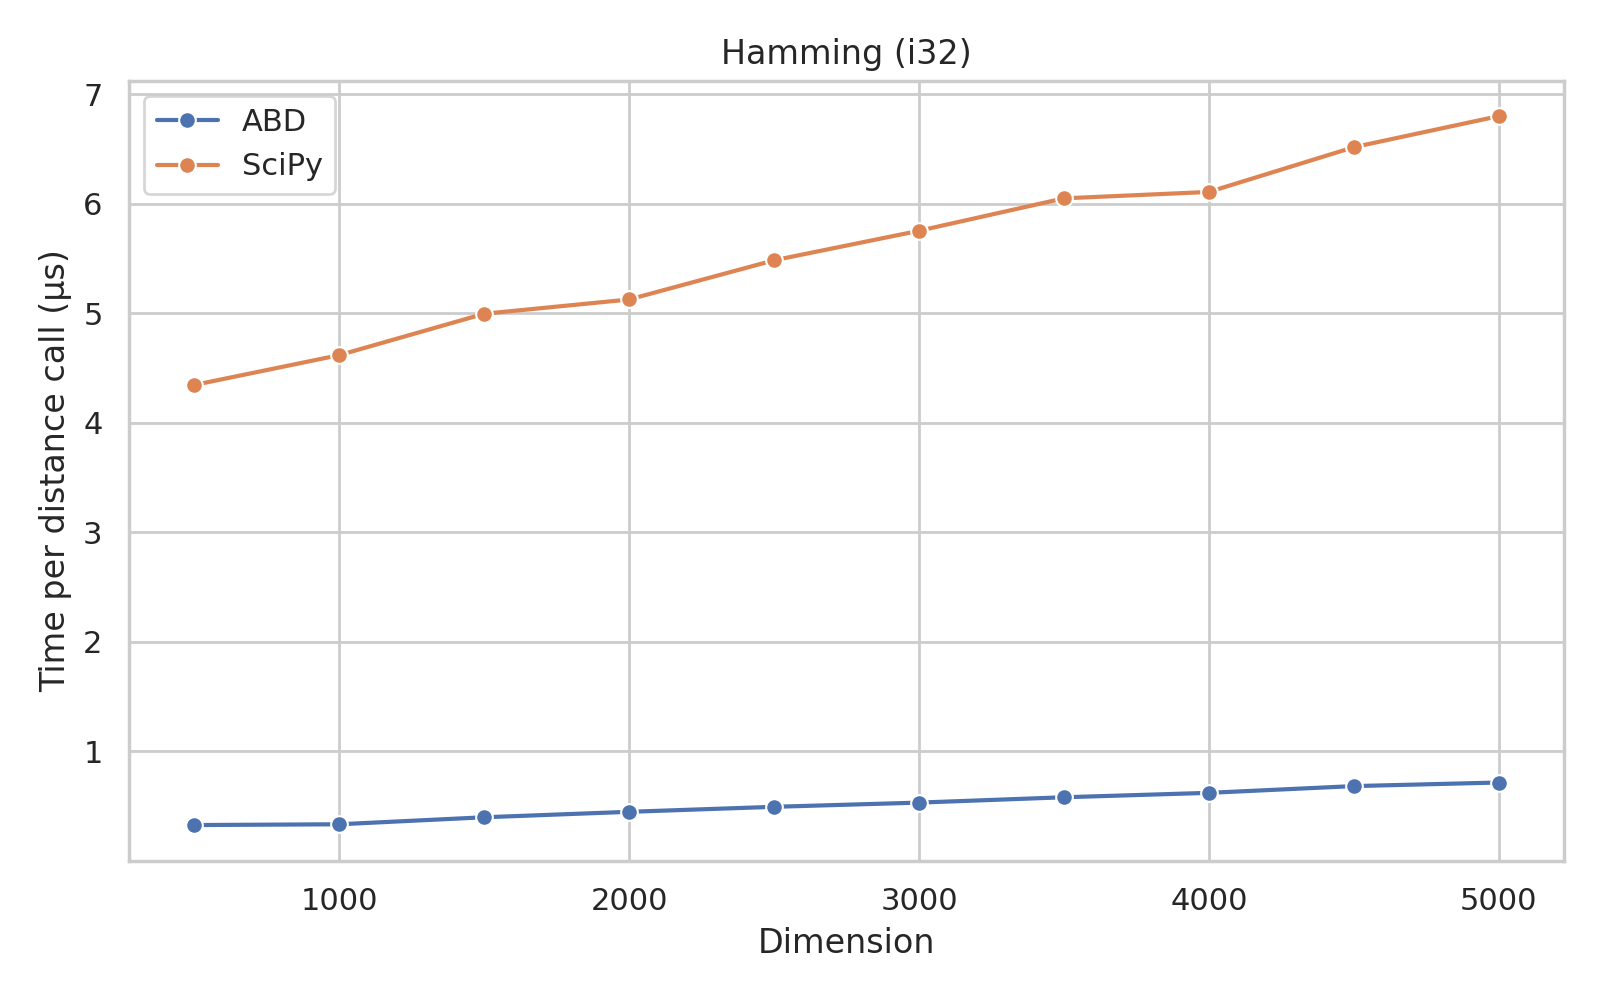 Hamming (i32)
ABD
SciPy
Time per distance call (µs)
7
6
5
4
3
2
1
1000 2000 3000 4000 5000
Dimension